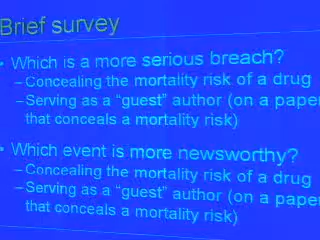 Brief survey
• Which is a more serious breach?
– Concealing the mortality risk of a drug
– Serving as a “guest” author (on a paper
that conceals a mortality risk)
• Which event is more newsworthy?
– Concealing the mortality risk of a drug
– Serving as a “guest” author (on a paper
that conceals a mortality risk)